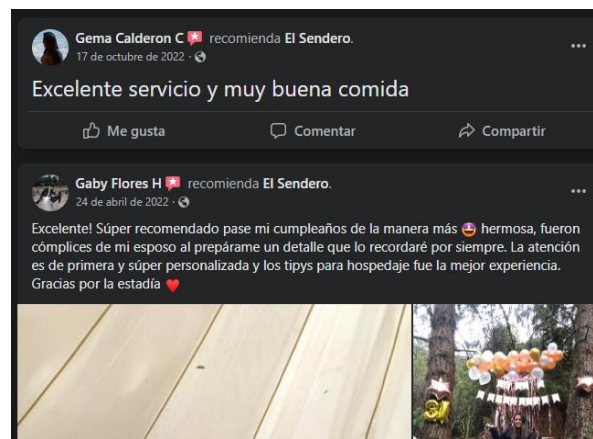 Gema Calderon C recomienda El Sendero.
17 de octubre de 2022 ·
Excelente servicio y muy buena comida
Me gusta Comentar Compartir
Gaby Flores H recomienda El Sendero.
24 de abril de 2022 ·
Excelente! Súper recomendado pase mi cumpleaños de la manera más 🤩 hermosa, fueron
cómplices de mi esposo al prepárame un detalle que lo recordaré por siempre. La atención
es de primera y súper personalizada y los tipys para hospedaje fue la mejor experiencia.
Gracias por la estadía ❤️